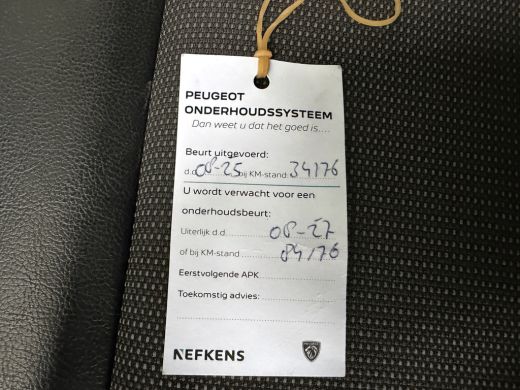 PEUGEOT
ONDERHOUDSSYSTEEM
Dan weet u dat het goed is....
Beurt uitgevoerd:
d.d. 08-25 bij KM-stand: 34176
U wordt verwacht voor een
onderhoudsbeurt:
Uiterlijk d.d. 08-27
of bij KM-stand 84176
Eerstvolgende APK
Toekomstig advies:
NEFKENS